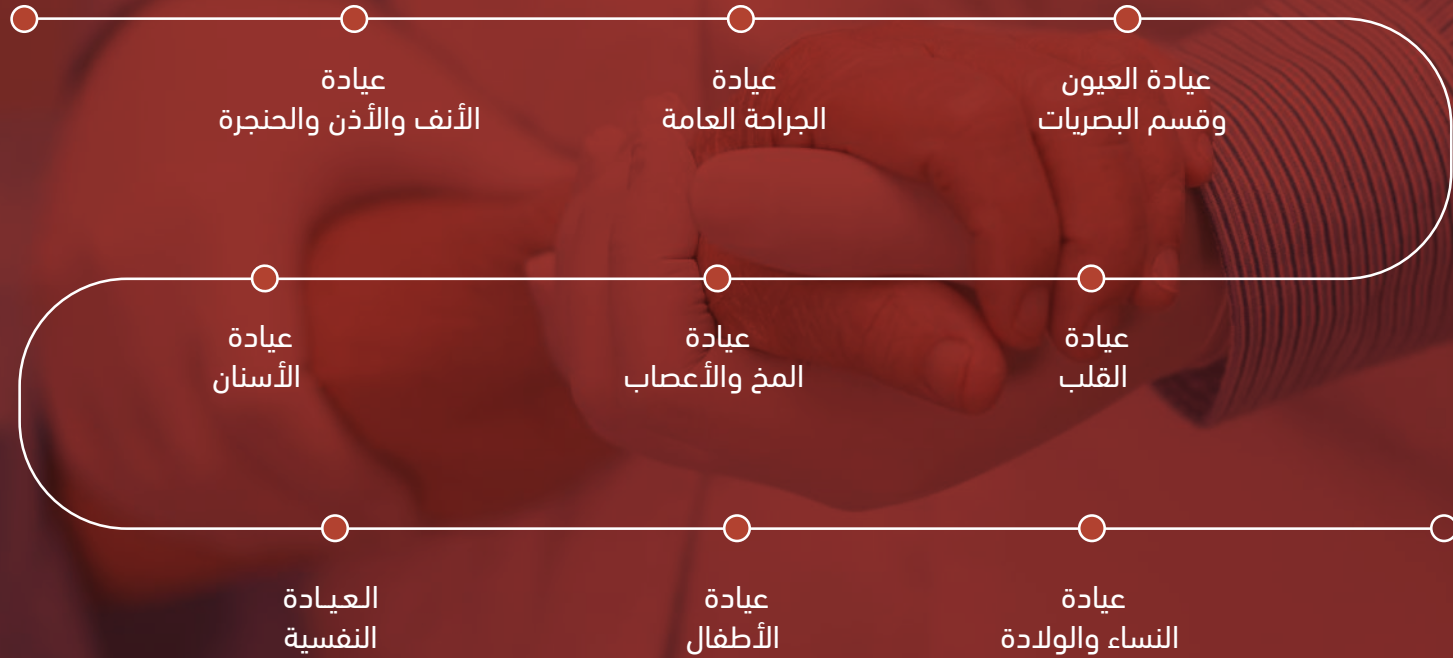 عيادة العيون
وقسم البصريات
عيادة
الجراحة العامة
عيادة
الأنف والأذن والحنجرة
عيادة
القلب
عيادة
المخ والأعصاب
عيادة
الأسنان
عيادة
النساء والولادة
عيادة
الأطفال
العيـادة
النفسية